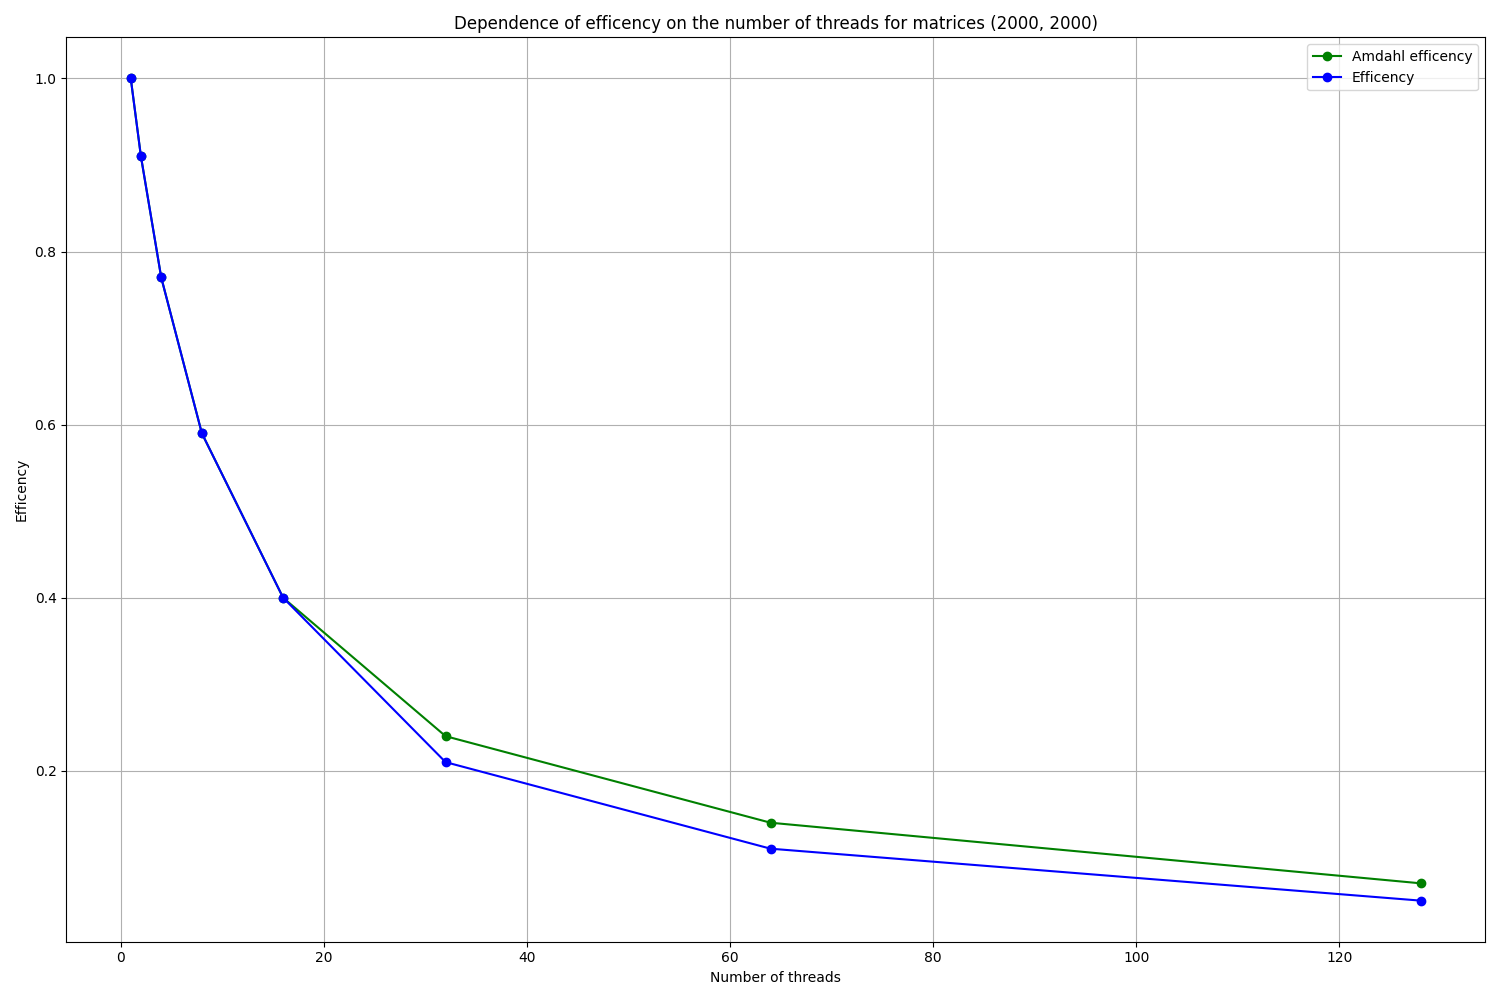 Dependence of efficency on the number of threads for matrices (2000, 2000)
Amdahl efficency
Efficency
1.0
0.8
0.6
0.4
0.2
Efficency
0 20 40 60 80 100 120
Number of threads